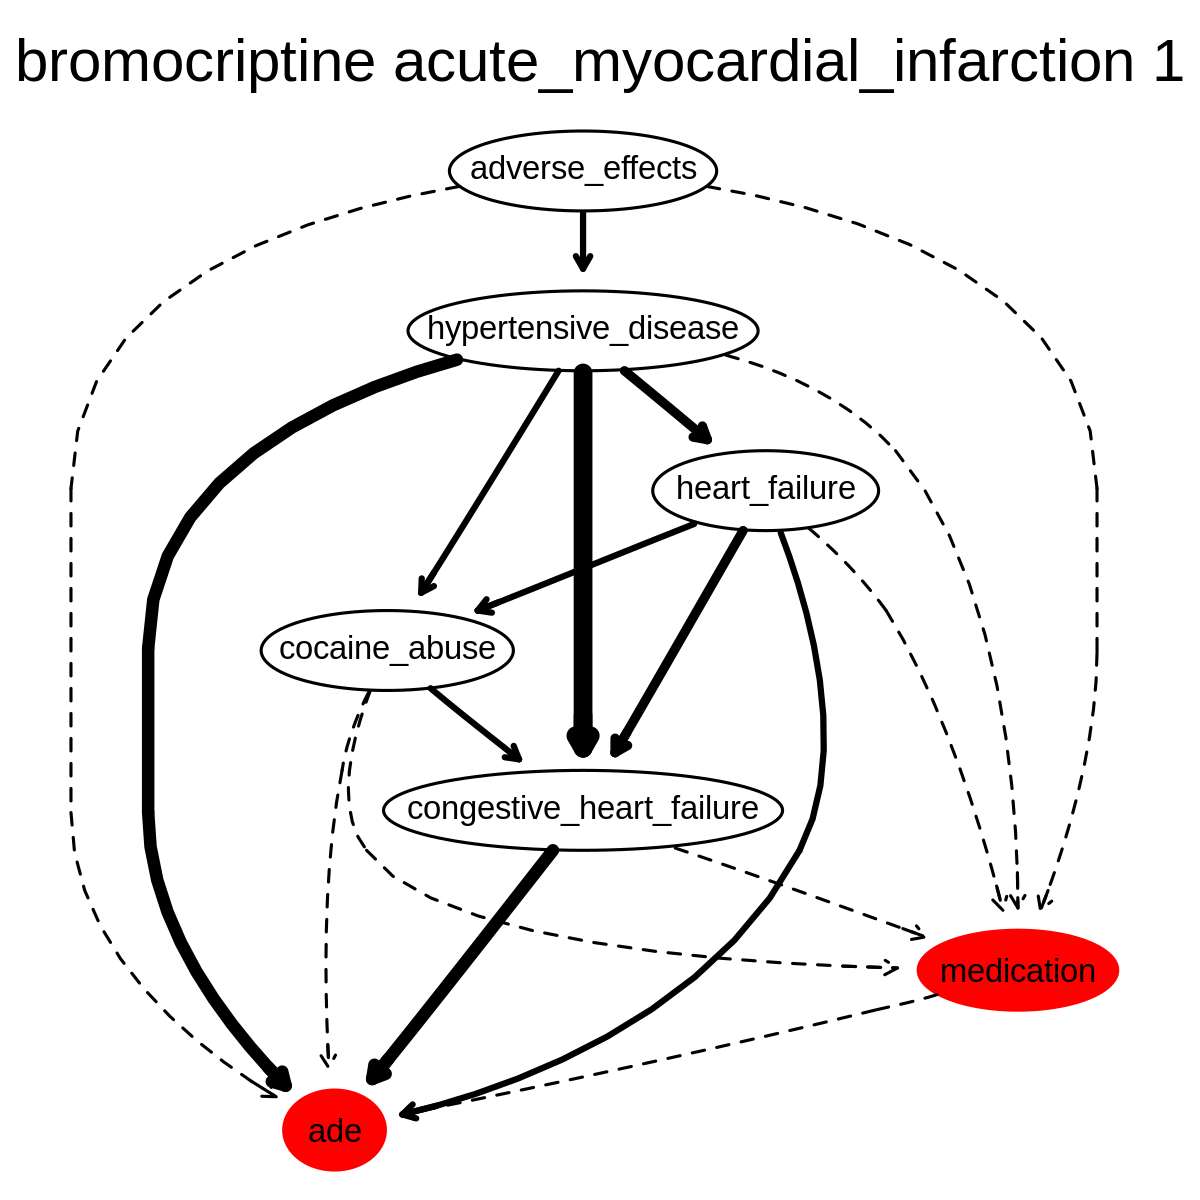 bromocriptine acute_myocardial_infarction 1
adverse_effects
hypertensive_disease
heart_failure
cocaine_abuse
congestive_heart_failure
medication
ade